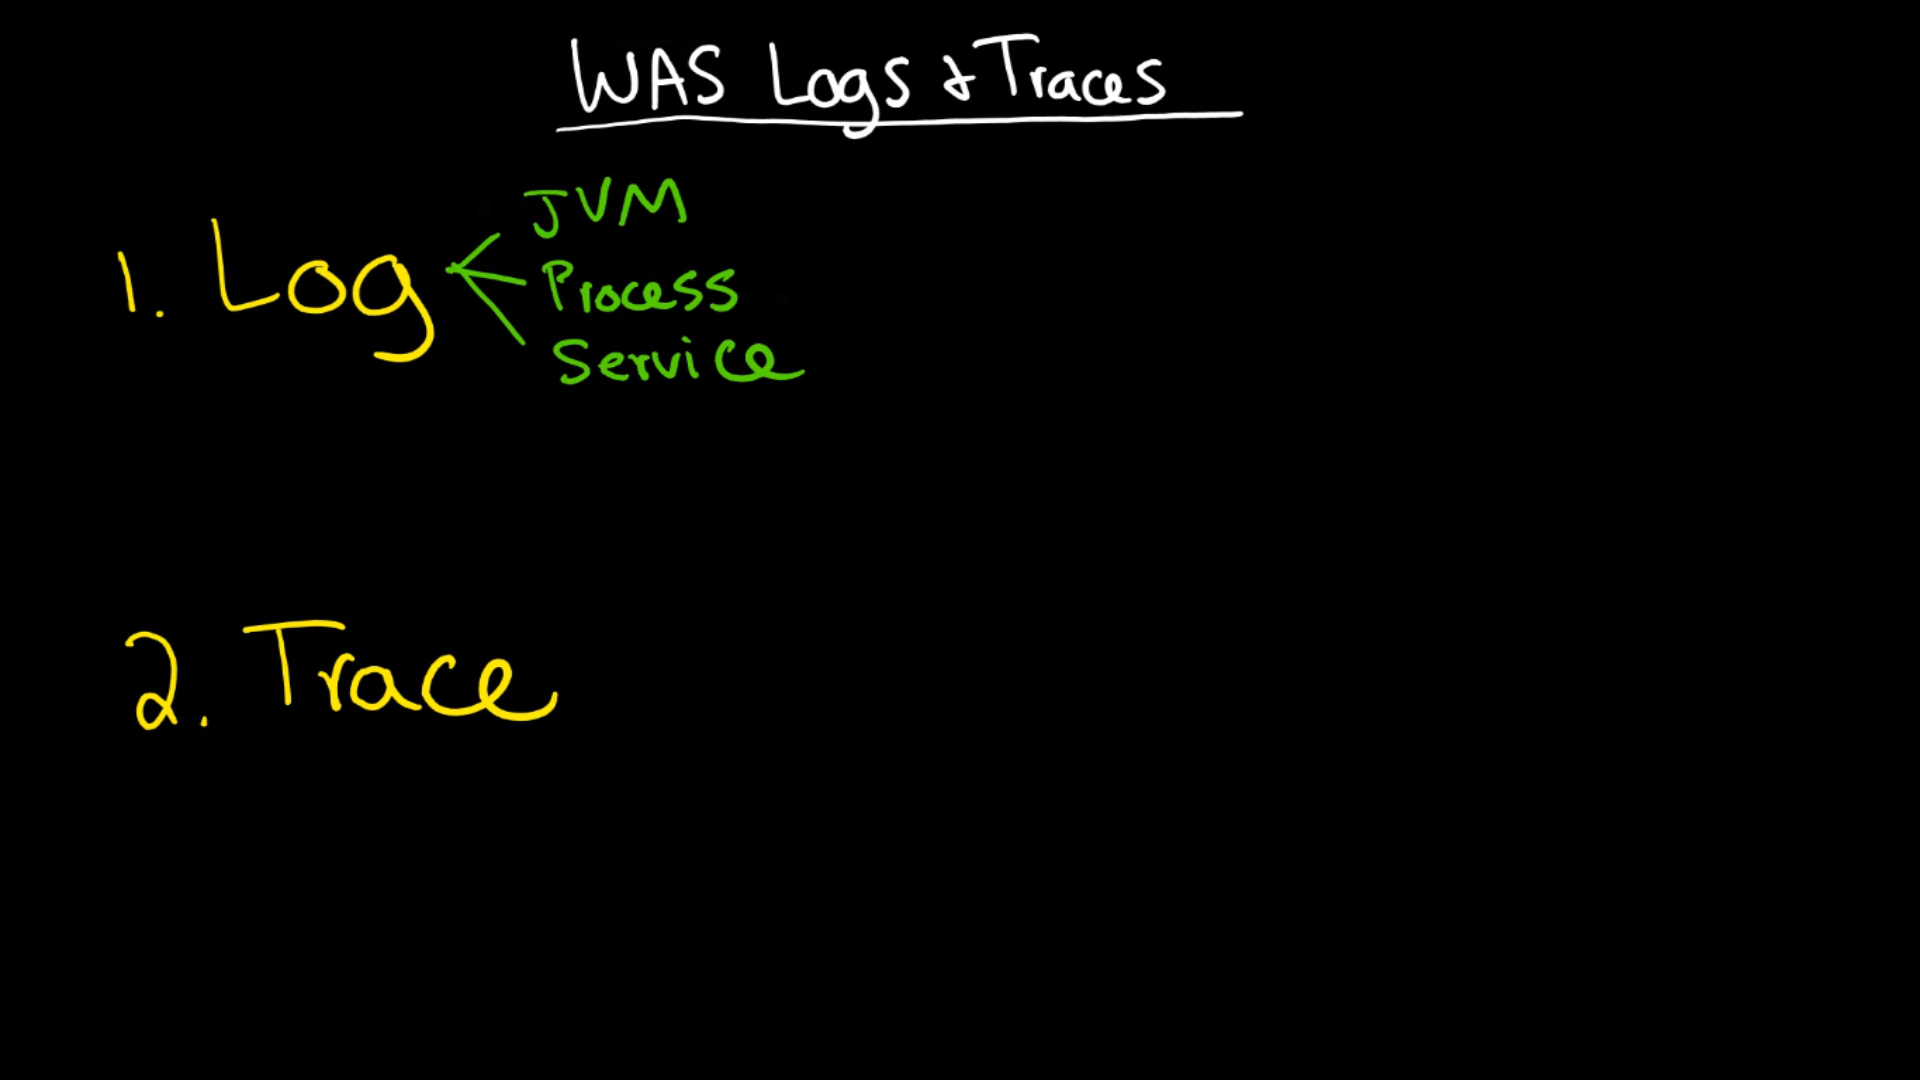 WAS Logs & Traces
1. Log
JVM
Process
Service
2. Trace